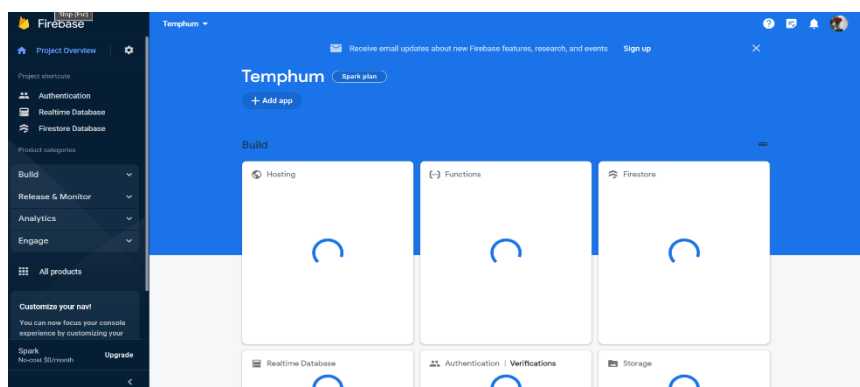 Stop (Esc)
Firebase
Temphum
Project Overview
Receive email updates about new Firebase features, research, and events Sign up
Project shortcuts
Authentication
Realtime Database
Firestore Database
Product categories
Build
Release & Monitor
Analytics
Engage
All products
Customize your nav!
You can now focus your console
experience by customizing your
Spark
No-cost $0/month
Upgrade
Temphum Spark plan
+ Add app
Build
Hosting
Functions
Firestore
Realtime Database
Authentication | Verifications
Storage